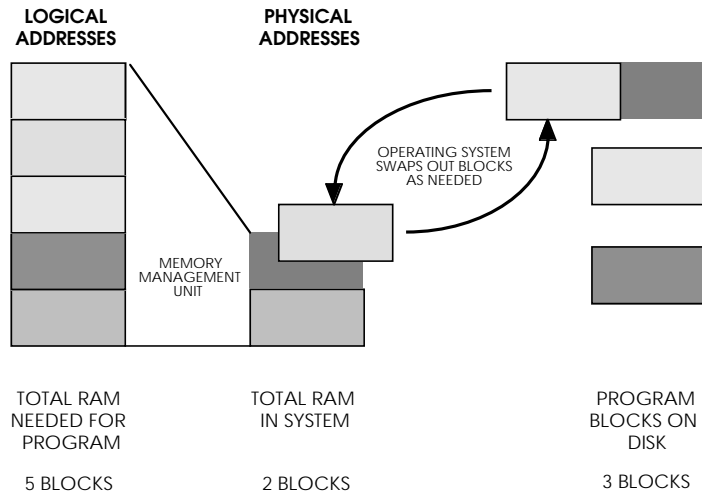 LOGICAL
ADDRESSES
PHYSICAL
ADDRESSES
OPERATING SYSTEM
SWAPS OUT BLOCKS
AS NEEDED
MEMORY
MANAGEMENT
UNIT
TOTAL RAM
NEEDED FOR
PROGRAM
5 BLOCKS
TOTAL RAM
IN SYSTEM
2 BLOCKS
PROGRAM
BLOCKS ON
DISK
3 BLOCKS